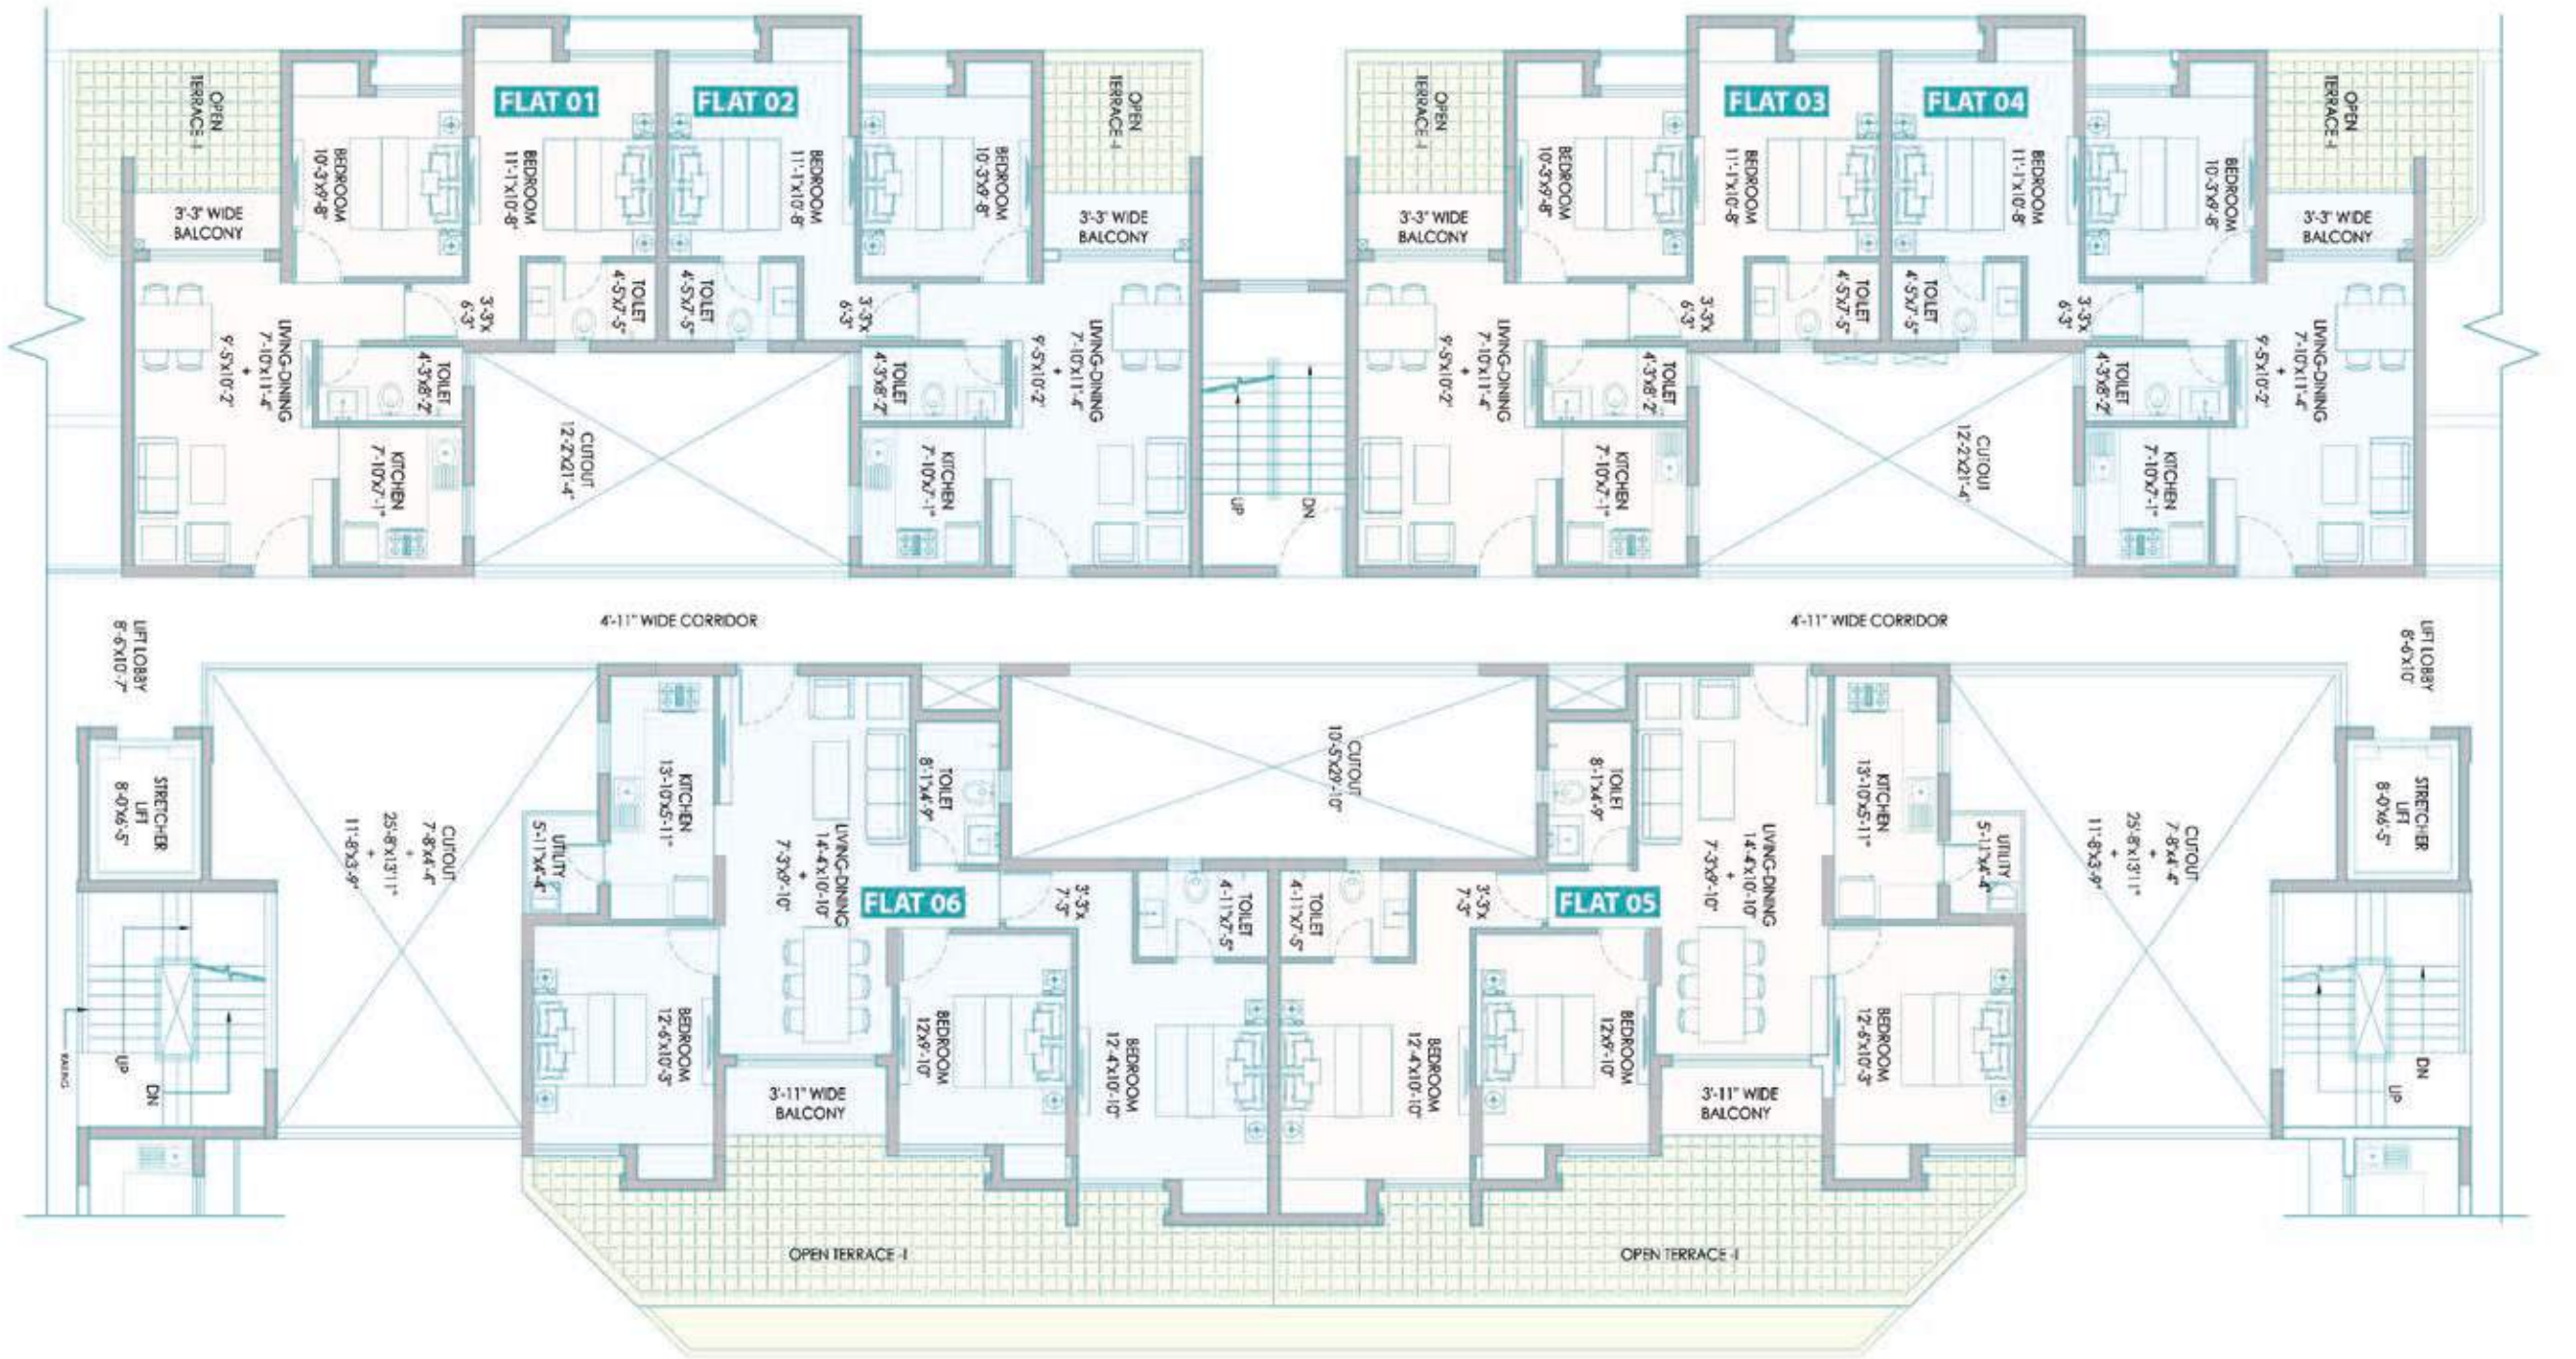 FLAT 01
FLAT 02
FLAT 03
FLAT 04
OPEN
TERRACE-I
BEDROOM
10'-3"x9'-8"
BEDROOM
11'-1"x10'-8"
BEDROOM
11'-1"x10'-8"
BEDROOM
10'-3"x9'-8"
OPEN
TERRACE-I
OPEN
TERRACE-I
BEDROOM
10'-3"x9'-8"
BEDROOM
11'-1"x10'-8"
BEDROOM
11'-1"x10'-8"
BEDROOM
10'-3"x9'-8"
OPEN
TERRACE-I
3'-3" WIDE
BALCONY
3'-3" WIDE
BALCONY
3'-3" WIDE
BALCONY
3'-3" WIDE
BALCONY
LIVING-DINING
7'-10"x11'-4"
+
9'-5"x10'-2"
3'-3"x
6'-3"
TOILET
4'-5"x7'-5"
TOILET
4'-5"x7'-5"
3'-3"x
6'-3"
LIVING-DINING
7'-10"x11'-4"
+
9'-5"x10'-2"
LIVING-DINING
7'-10"x11'-4"
+
9'-5"x10'-2"
3'-3"x
6'-3"
TOILET
4'-5"x7'-5"
TOILET
4'-5"x7'-5"
3'-3"x
6'-3"
LIVING-DINING
7'-10"x11'-4"
+
9'-5"x10'-2"
TOILET
4'-3"x8'-2"
TOILET
4'-3"x8'-2"
TOILET
4'-3"x8'-2"
TOILET
4'-3"x8'-2"
KITCHEN
7'-10"x7'-1"
CUTOUT
12'-2"x21'-4"
KITCHEN
7'-10"x7'-1"
UP
DN
KITCHEN
7'-10"x7'-1"
CUTOUT
12'-2"x21'-4"
KITCHEN
7'-10"x7'-1"
4'-11" WIDE CORRIDOR
4'-11" WIDE CORRIDOR
LIFT LOBBY
8'-6"x10'-7"
LIFT LOBBY
8'-6"x10'
STRETCHER
LIFT
8'-0"x6'-5"
CUTOUT
7'-8"x4'-4"
+
25'-8"x13'11"
+
11'-8"x3'-9"
KITCHEN
13'-10"x5'-11"
UTILITY
5'-11"x4'-4"
LIVING-DINING
14'-4"x10'-10"
+
7'-3"x9'-10"
TOILET
8'-1"x4'-9"
CUTOUT
10'-5"x29'-10"
TOILET
8'-1"x4'-9"
LIVING-DINING
14'-4"x10'-10"
+
7'-3"x9'-10"
KITCHEN
13'-10"x5'-11"
UTILITY
5'-11"x4'-4"
CUTOUT
7'-8"x4'-4"
+
25'-8"x13'11"
+
11'-8"x3'-9"
STRETCHER
LIFT
8'-0"x6'-5"
FLAT 06
3'-3"x
7'-3"
TOILET
4'-11"x7'-5"
TOILET
4'-11"x7'-5"
3'-3"x
7'-3"
FLAT 05
BEDROOM
12'-6"x10'-3"
BEDROOM
12'x9'-10"
BEDROOM
12'-4"x10'-10"
BEDROOM
12'-4"x10'-10"
BEDROOM
12'x9'-10"
BEDROOM
12'-6"x10'-3"
RAILING
UP
DN
3'-11" WIDE
BALCONY
3'-11" WIDE
BALCONY
DN
UP
OPEN TERRACE -I
OPEN TERRACE -I